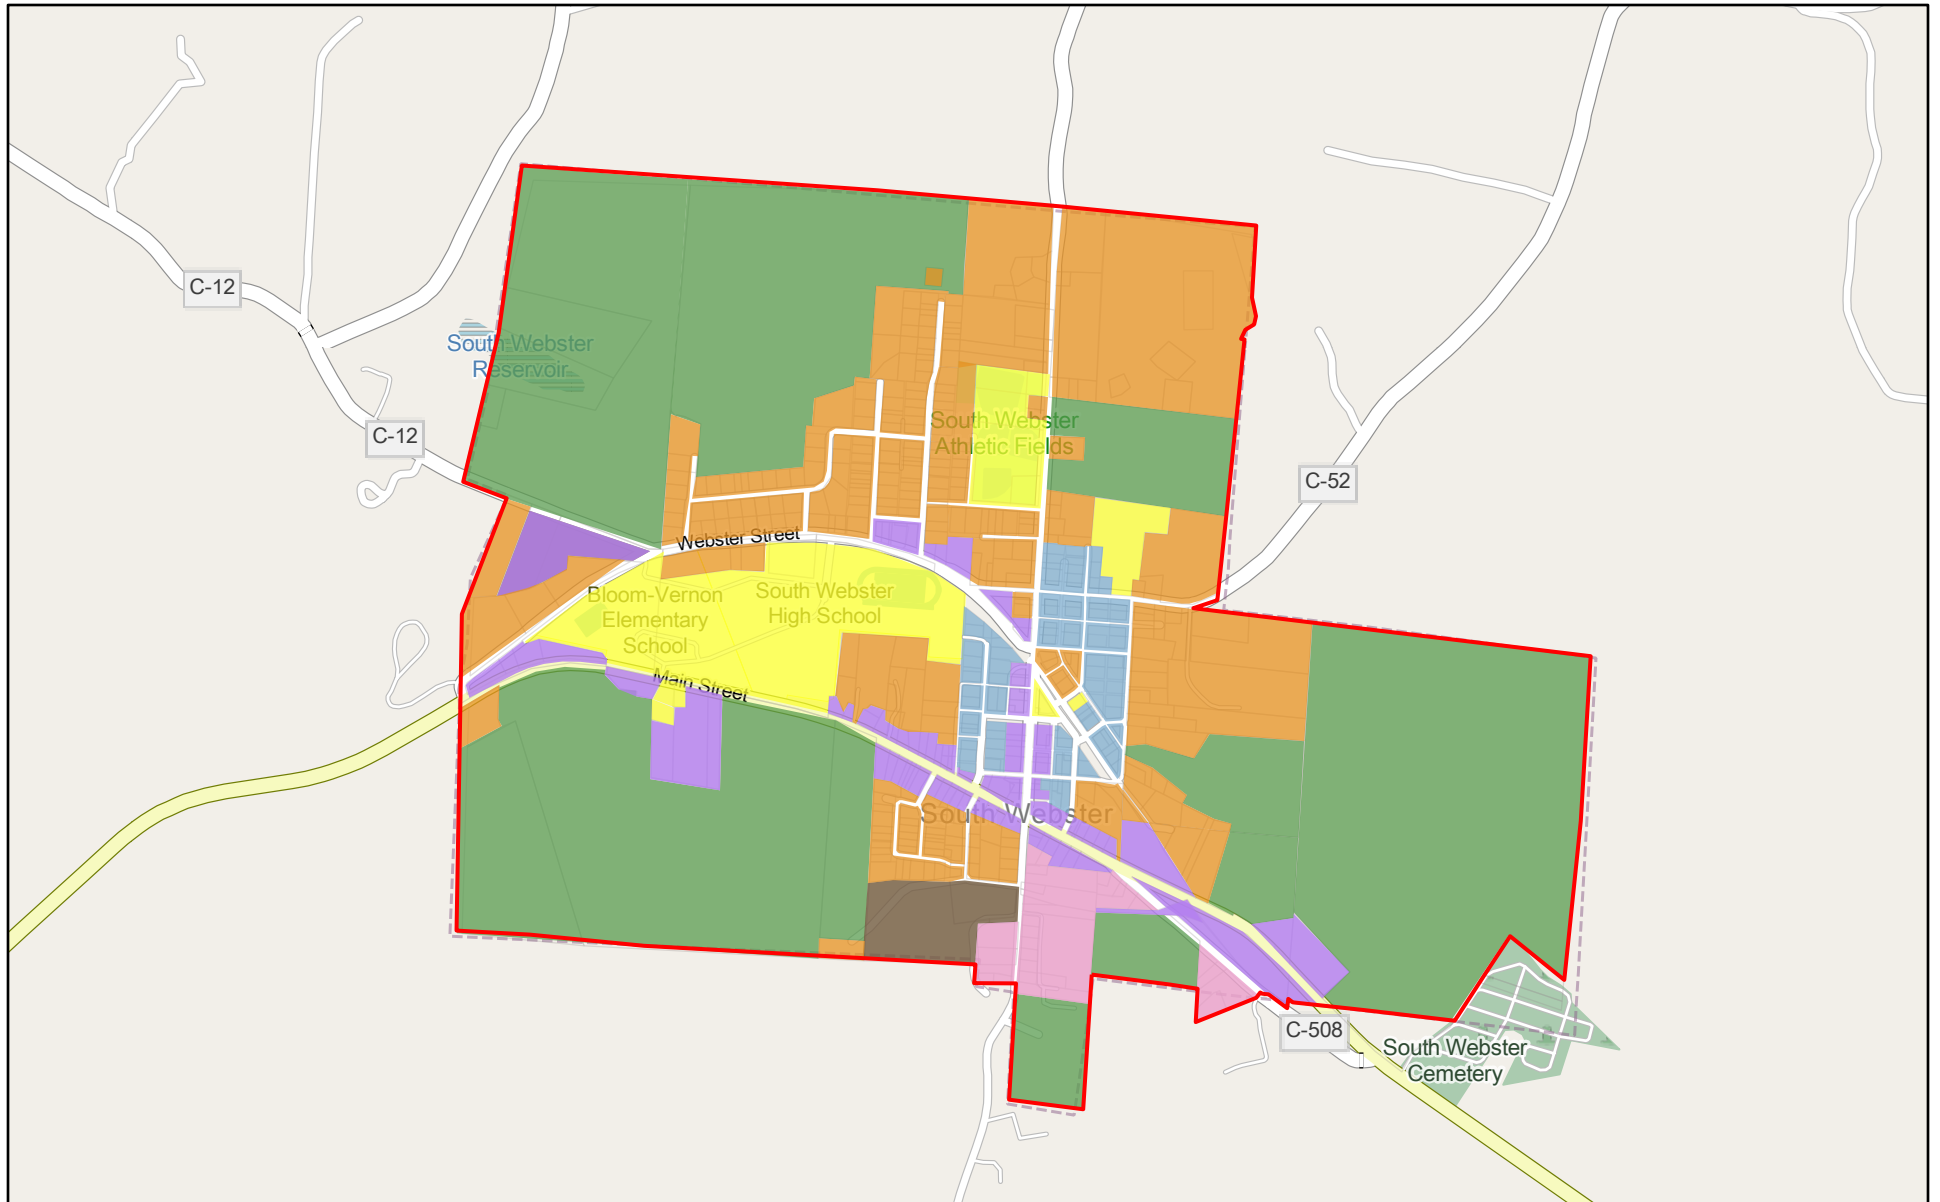 C-12
South Webster
Reservoir
C-12
South Webster
Athletic Fields
C-52
Webster Street
Bloom-Vernon
Elementary
School
South Webster
High School
Main Street
South Webster
C-508
South Webster
Cemetery